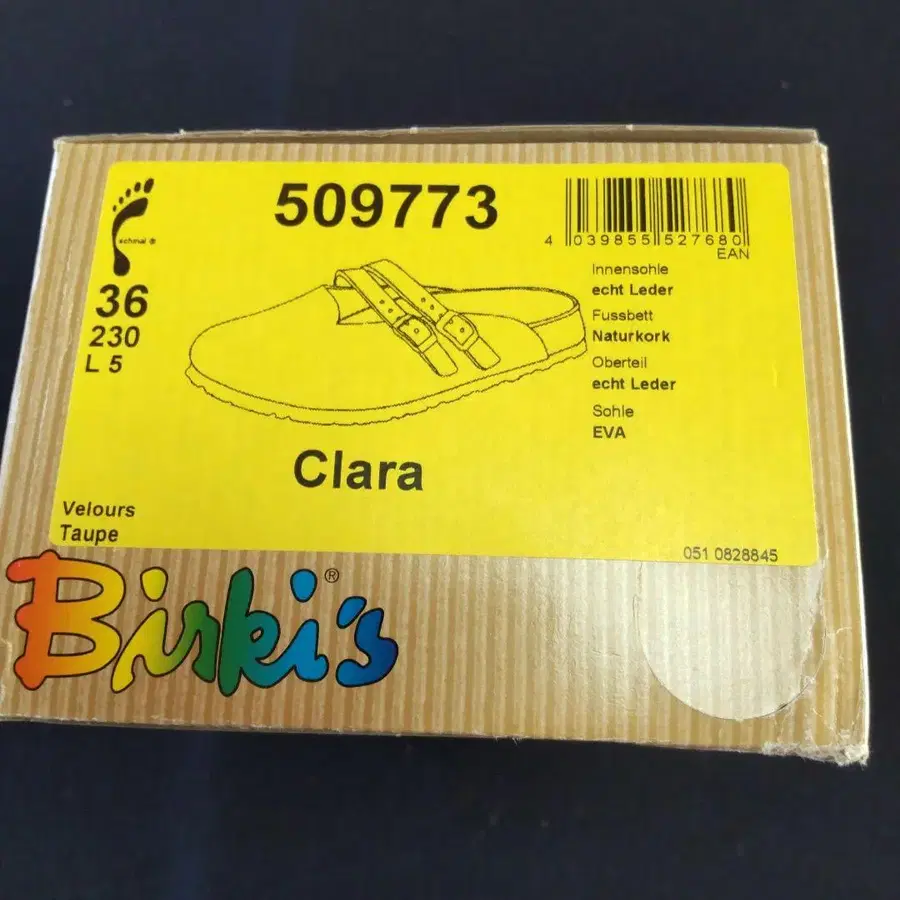 509773
schmal ®
36
230
L 5
4 039855 527680
EAN
Innensohle
echt Leder
Fussbett
Naturkork
Oberteil
echt Leder
Sohle
EVA
Clara
Velours
Taupe
051 0828845
Birki's®